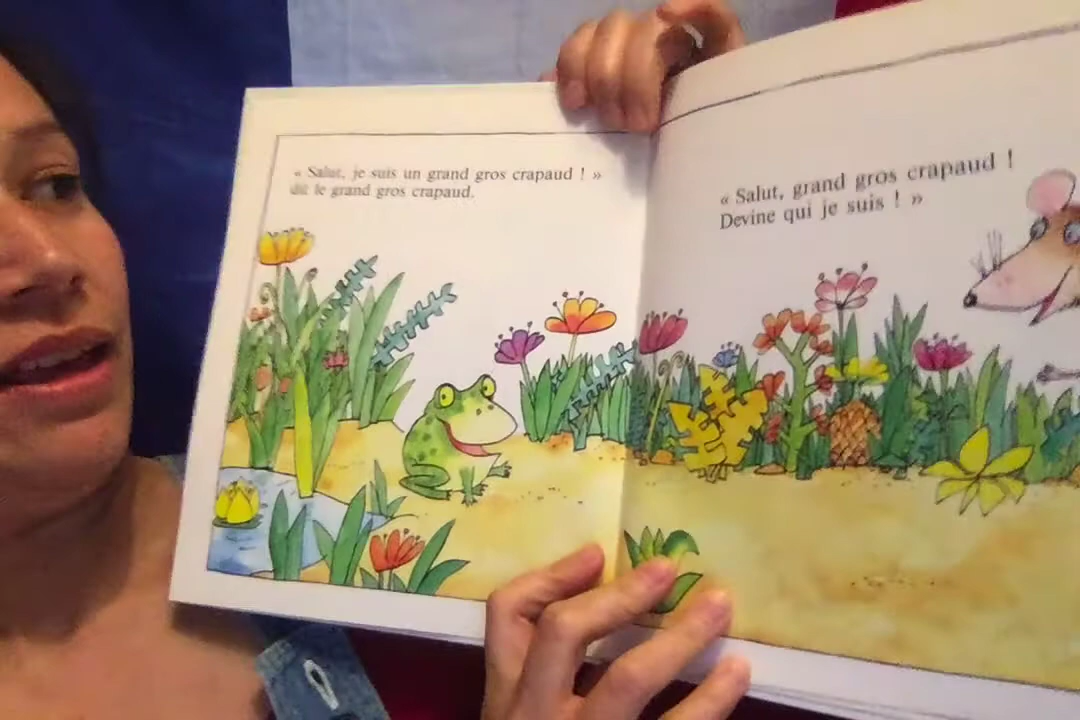 « Salut, je suis un grand gros crapaud ! »
dit le grand gros crapaud.
« Salut, grand gros crapaud !
Devine qui je suis ! »